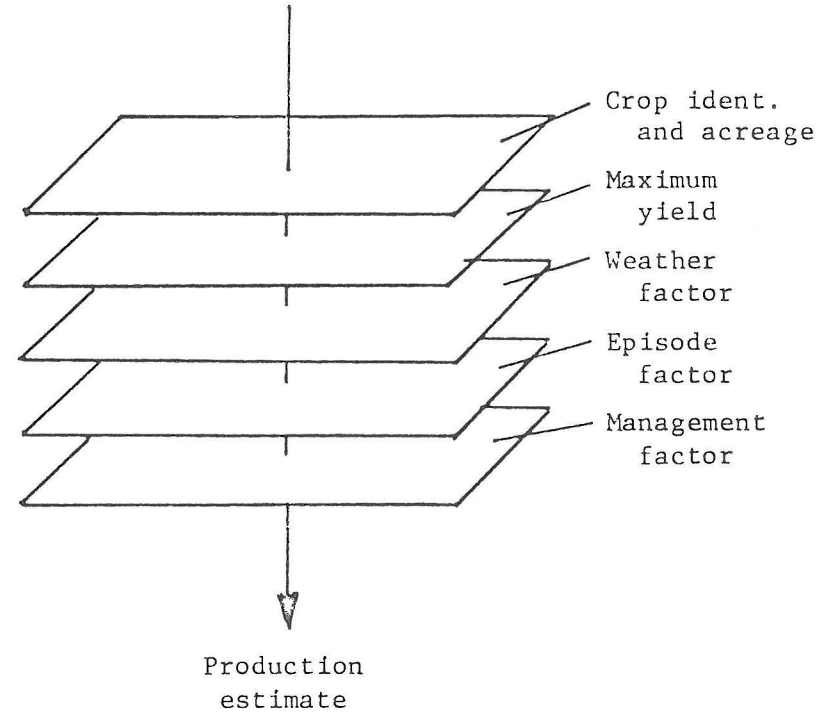 Crop ident.
and acreage
Maximum
yield
Weather
factor
Episode
factor
Management
factor
Production
estimate